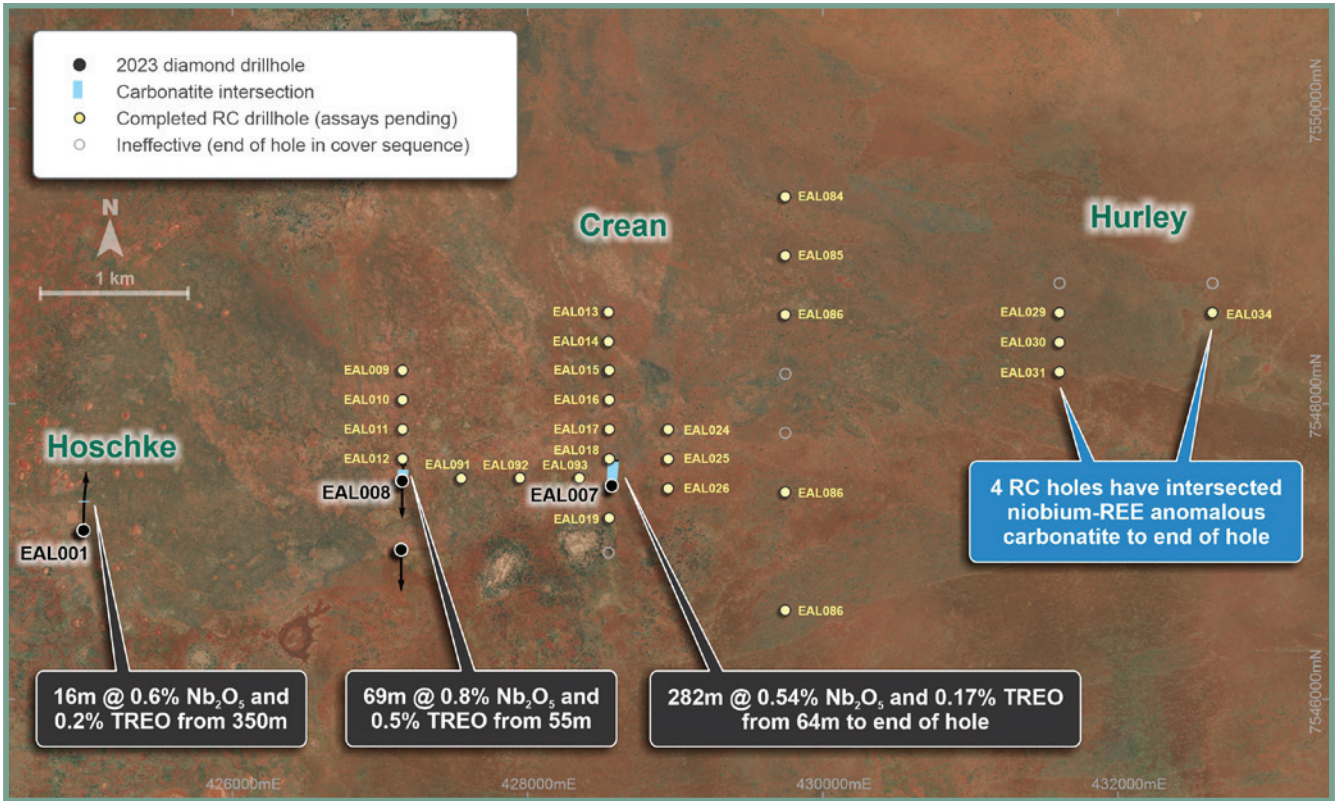 2023 diamond drillhole
Carbonatite intersection
Completed RC drillhole (assays pending)
Ineffective (end of hole in cover sequence)
7550000mN
N
1 km
Crean
Hurley
EAL084
EAL085
EAL013
EAL086
EAL029
EAL034
EAL014
EAL030
EAL009
EAL015
EAL031
EAL010
EAL016
7548000mN
EAL011
EAL017
EAL024
Hoschke
EAL012
EAL018
EAL025
EAL091
EAL092
EAL093
EAL008
EAL007
EAL026
EAL086
4 RC holes have intersected
niobium-REE anomalous
carbonatite to end of hole
EAL019
EAL001
EAL086
16m @ 0.6% Nb₂O₅ and
0.2% TREO from 350m
69m @ 0.8% Nb₂O₅ and
0.5% TREO from 55m
282m @ 0.54% Nb₂O₅ and 0.17% TREO
from 64m to end of hole
7546000mN
426000mE
428000mE
430000mE
432000mE